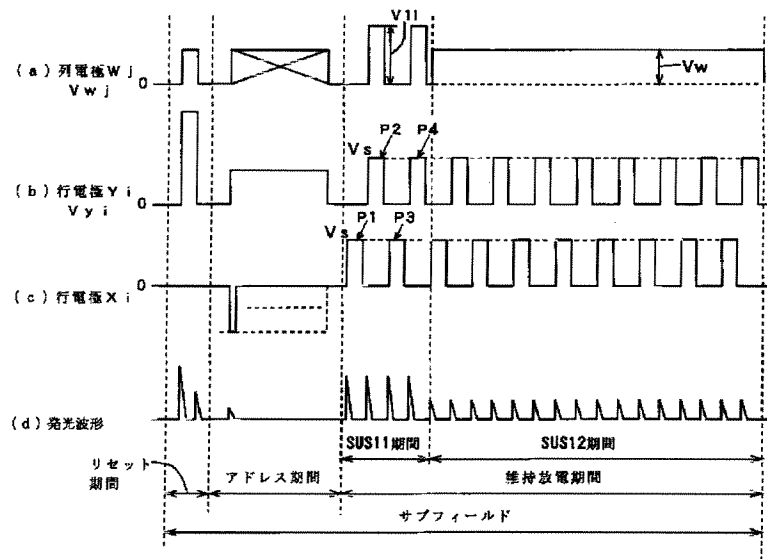 V11
(a)列電極Wj
Vwj
0
Vw
P2
P4
Vs
(b)行電極Yi
Vyi
0
P1
P3
Vs
0
(c)行電極Xi
(d)発光波形
SUS11期間
SUS12期間
リセット
期間
アドレス期間
維持放電期間
サブフィールド